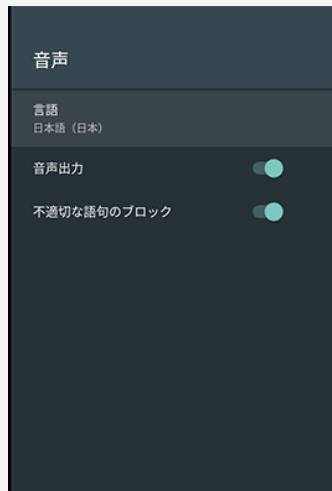 音声
言語
日本語（日本）
音声出力
不適切な語句のブロック